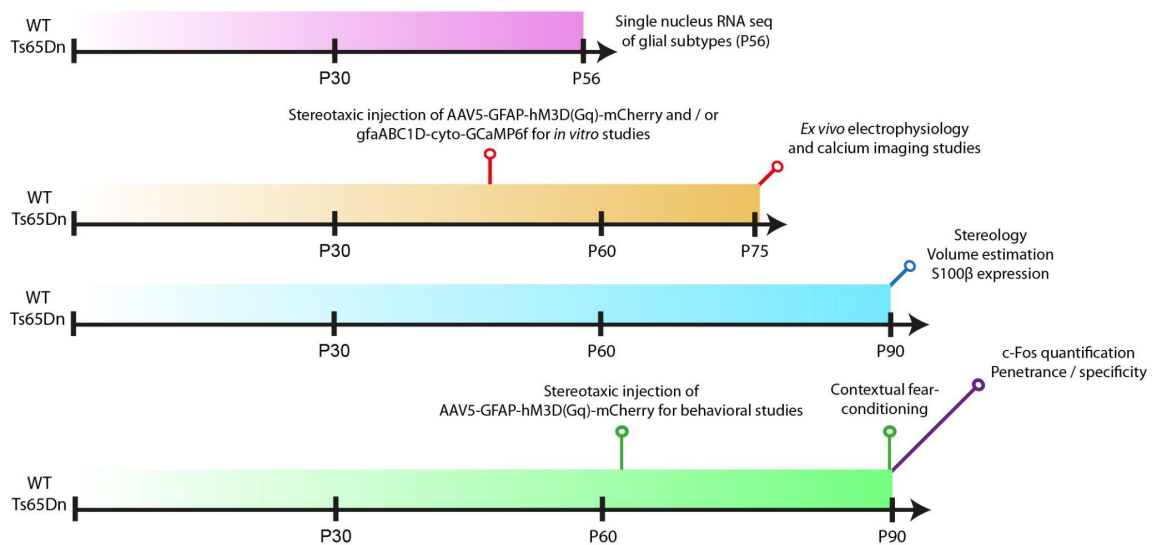 WT
Ts65Dn
Single nucleus RNA seq
of glial subtypes (P56)
P30
P56
Stereotaxic injection of AAV5-GFAP-hM3D(Gq)-mCherry and / or
gfaABC1D-cyto-GCaMP6f for in vitro studies
Ex vivo electrophysiology
and calcium imaging studies
WT
Ts65Dn
P30
P60
P75
Stereology
Volume estimation
S100β expression
WT
Ts65Dn
P30
P60
P90
c-Fos quantification
Penetrance / specificity
Stereotaxic injection of
AAV5-GFAP-hM3D(Gq)-mCherry for behavioral studies
Contextual fear-
conditioning
WT
Ts65Dn
P30
P60
P90